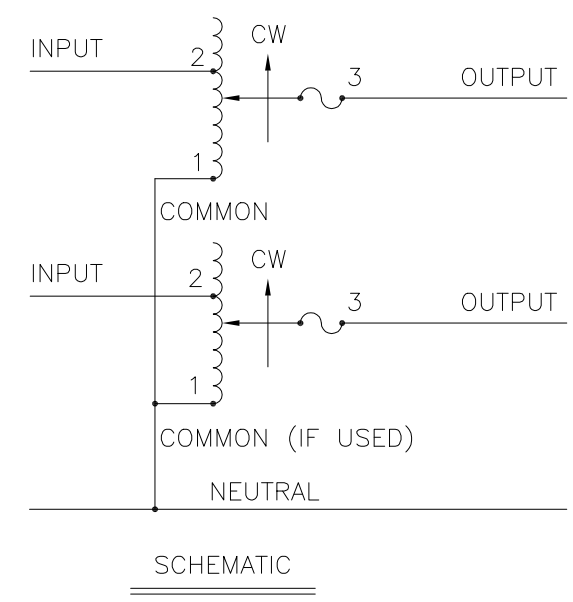 CW
INPUT
2
3
OUTPUT
1
COMMON
CW
INPUT
2
3
OUTPUT
1
COMMON (IF USED)
NEUTRAL
SCHEMATIC